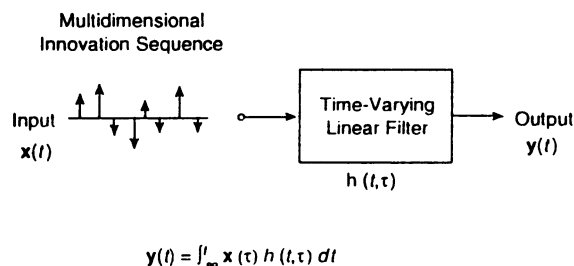 Multidimensional
Innovation Sequence
Input
x(t)
Time-Varying
Linear Filter
h (t,τ)
Output
y(t)
y(t) = ∫ᵗ₋∞ x (τ) h (t,τ) dt